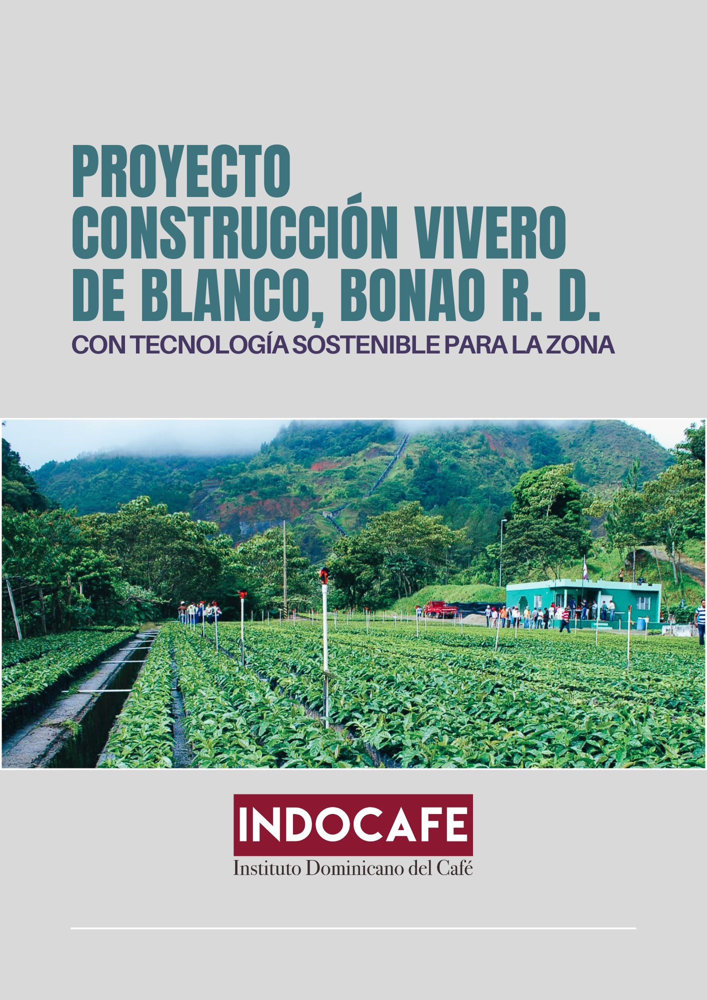 PROYECTO
CONSTRUCCIÓN VIVERO
DE BLANCO, BONAO R. D.
CON TECNOLOGÍA SOSTENIBLE PARA LA ZONA
INDOCAFE
Instituto Dominicano del Café